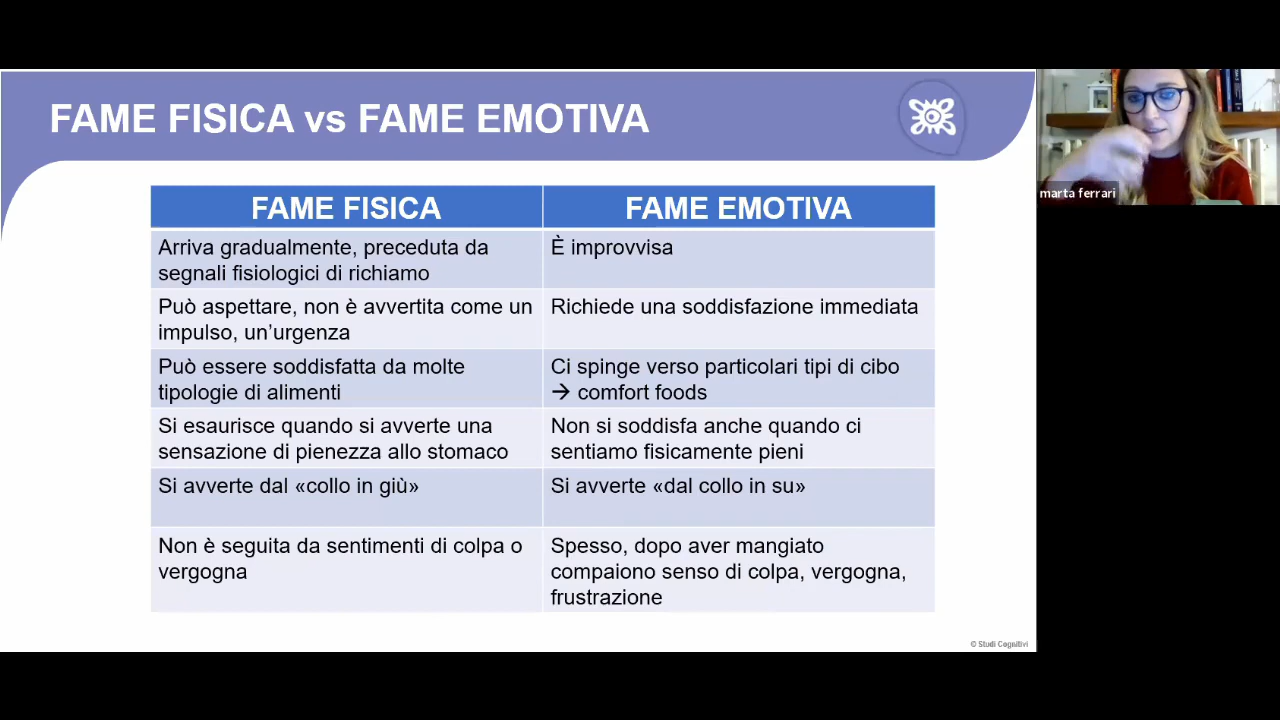 FAME FISICA vs FAME EMOTIVA
marta ferrari
FAME FISICA
FAME EMOTIVA
Arriva gradualmente, preceduta da
segnali fisiologici di richiamo
È improvvisa
Può aspettare, non è avvertita come un
impulso, un’urgenza
Richiede una soddisfazione immediata
Può essere soddisfatta da molte
tipologie di alimenti
Ci spinge verso particolari tipi di cibo
→ comfort foods
Si esaurisce quando si avverte una
sensazione di pienezza allo stomaco
Non si soddisfa anche quando ci
sentiamo fisicamente pieni
Si avverte dal «collo in giù»
Si avverte «dal collo in su»
Non è seguita da sentimenti di colpa o
vergogna
Spesso, dopo aver mangiato
compaiono senso di colpa, vergogna,
frustrazione
© Studi Cognitivi